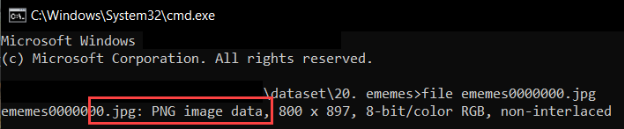 C:\Windows\System32\cmd.exe
Microsoft Windows
(c) Microsoft Corporation. All rights reserved.
\dataset\20. ememes>file ememes0000000.jpg
ememes0000000.jpg: PNG image data, 800 x 897, 8-bit/color RGB, non-interlaced